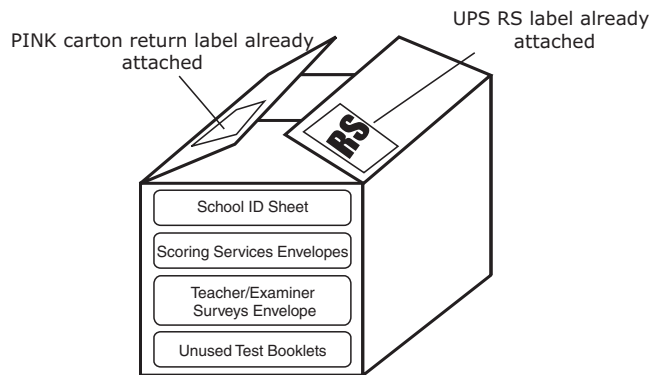 UPS RS label already
attached
PINK carton return label already
attached
RS
School ID Sheet
Scoring Services Envelopes
Teacher/Examiner
Surveys Envelope
Unused Test Booklets